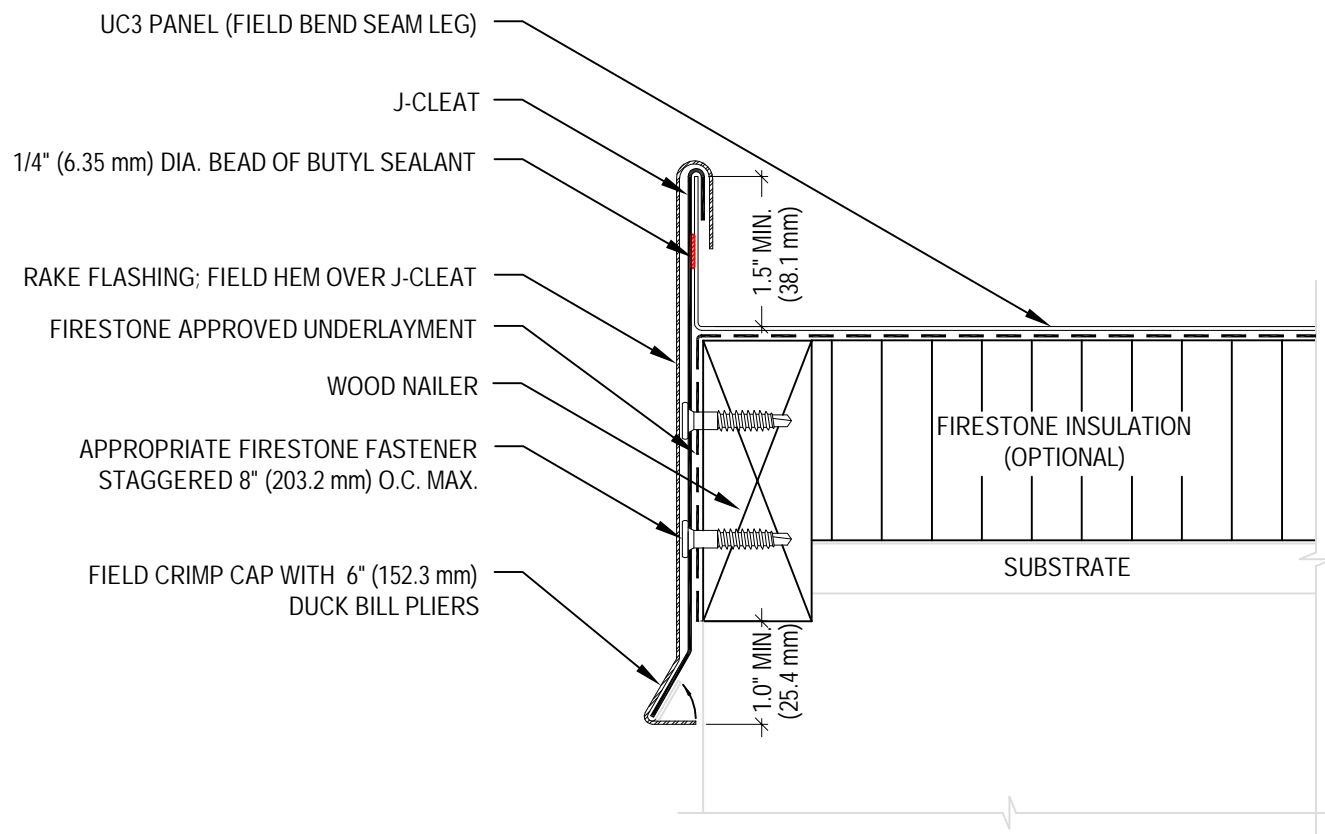 UC3 PANEL (FIELD BEND SEAM LEG)
J-CLEAT
1/4" (6.35 mm) DIA. BEAD OF BUTYL SEALANT
RAKE FLASHING; FIELD HEM OVER J-CLEAT
FIRESTONE APPROVED UNDERLAYMENT
WOOD NAILER
APPROPRIATE FIRESTONE FASTENER
STAGGERED 8" (203.2 mm) O.C. MAX.
FIELD CRIMP CAP WITH 6" (152.3 mm)
DUCK BILL PLIERS
1.5" MIN.
(38.1 mm)
FIRESTONE INSULATION
(OPTIONAL)
SUBSTRATE
1.0" MIN.
(25.4 mm)